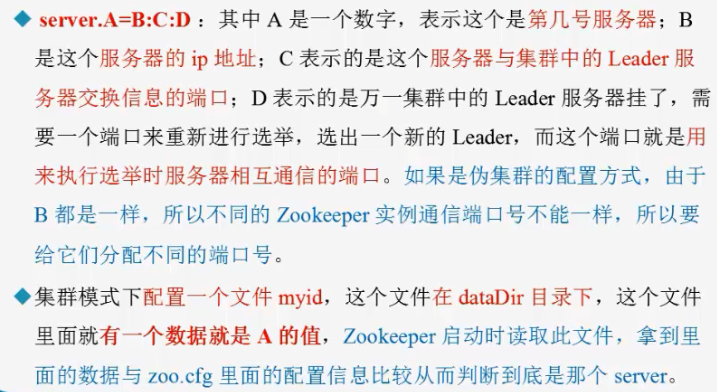 ◆ server.A=B:C:D：其中 A 是一个数字，表示这个是第几号服务器；B
是这个服务器的 ip 地址；C 表示的是这个服务器与集群中的 Leader 服
务器交换信息的端口；D 表示的是万一集群中的 Leader 服务器挂了，需
要一个端口来重新进行选举，选出一个新的 Leader，而这个端口就是用
来执行选举时服务器相互通信的端口。如果是伪集群的配置方式，由于
B 都是一样，所以不同的 Zookeeper 实例通信端口号不能一样，所以要
给它们分配不同的端口号。
◆集群模式下配置一个文件 myid，这个文件在 dataDir 目录下，这个文件
里面就有一个数据就是 A 的值，Zookeeper 启动时读取此文件，拿到里
面的数据与 zoo.cfg 里面的配置信息比较从而判断到底是那个 server。